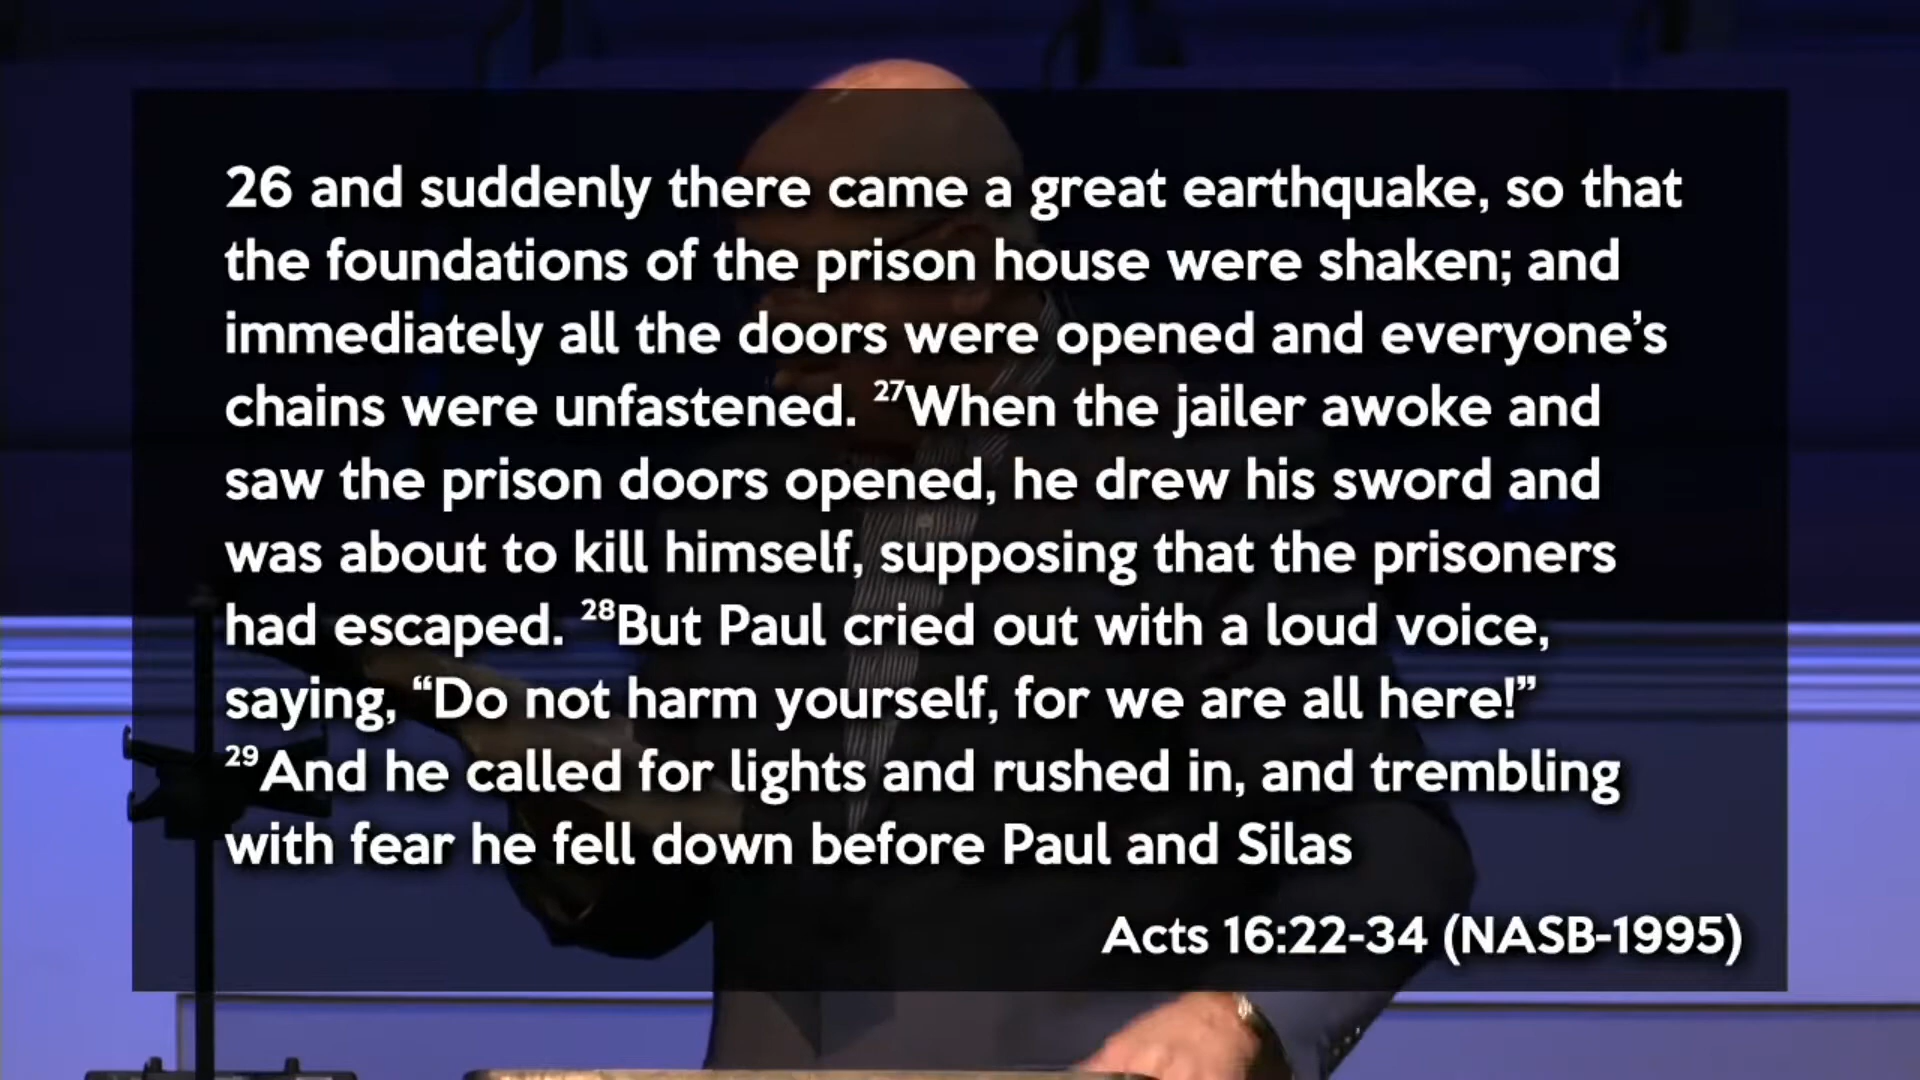 26 and suddenly there came a great earthquake, so that
the foundations of the prison house were shaken; and
immediately all the doors were opened and everyone’s
chains were unfastened. ²⁷When the jailer awoke and
saw the prison doors opened, he drew his sword and
was about to kill himself, supposing that the prisoners
had escaped. ²⁸But Paul cried out with a loud voice,
saying, “Do not harm yourself, for we are all here!”
²⁹And he called for lights and rushed in, and trembling
with fear he fell down before Paul and Silas
Acts 16:22-34 (NASB-1995)